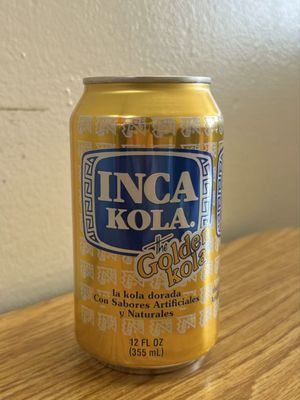 INCA
KOLA.
the
Golden
kola
la kola dorada
Con Sabores Artificiales
y Naturales
12 FL OZ
(355 mL)